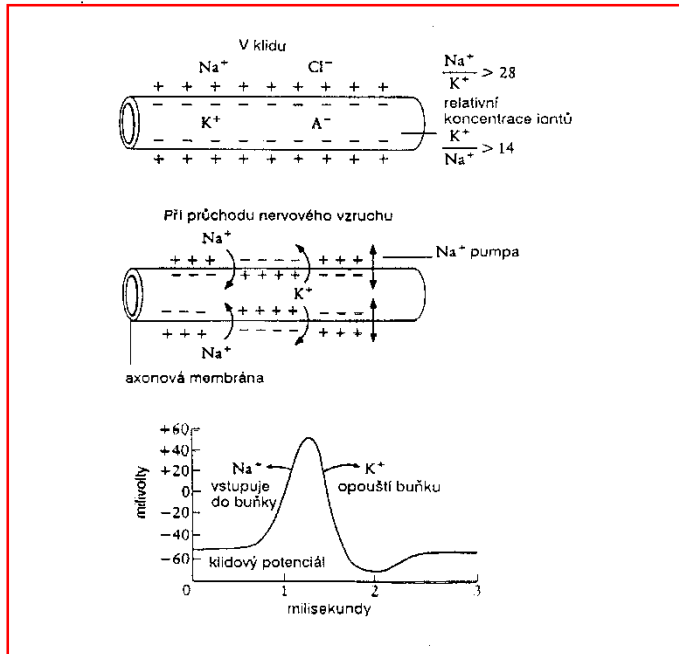 V klidu
Na⁺ Cl⁻
+ + + + + + + + +
− − − − − − − − −
K⁺ A⁻
− − − − − − − − −
+ + + + + + + + +
Na⁺
K⁺ > 28
relativní
koncentrace iontů
K⁺
Na⁺ > 14
Při průchodu nervového vzruchu
Na⁺
+ + + − − − − + + +
− − − + + + + − − −
K⁺
− − − + + + + − − −
+ + + − − − − + + +
Na⁺
Na⁺ pumpa
axonová membrána
milivolty
+60
+40
+20
0
−20
−40
−60
Na⁺
vstupuje
do buňky
K⁺
opouští buňku
klidový potenciál
0 1 2 3
milisekundy